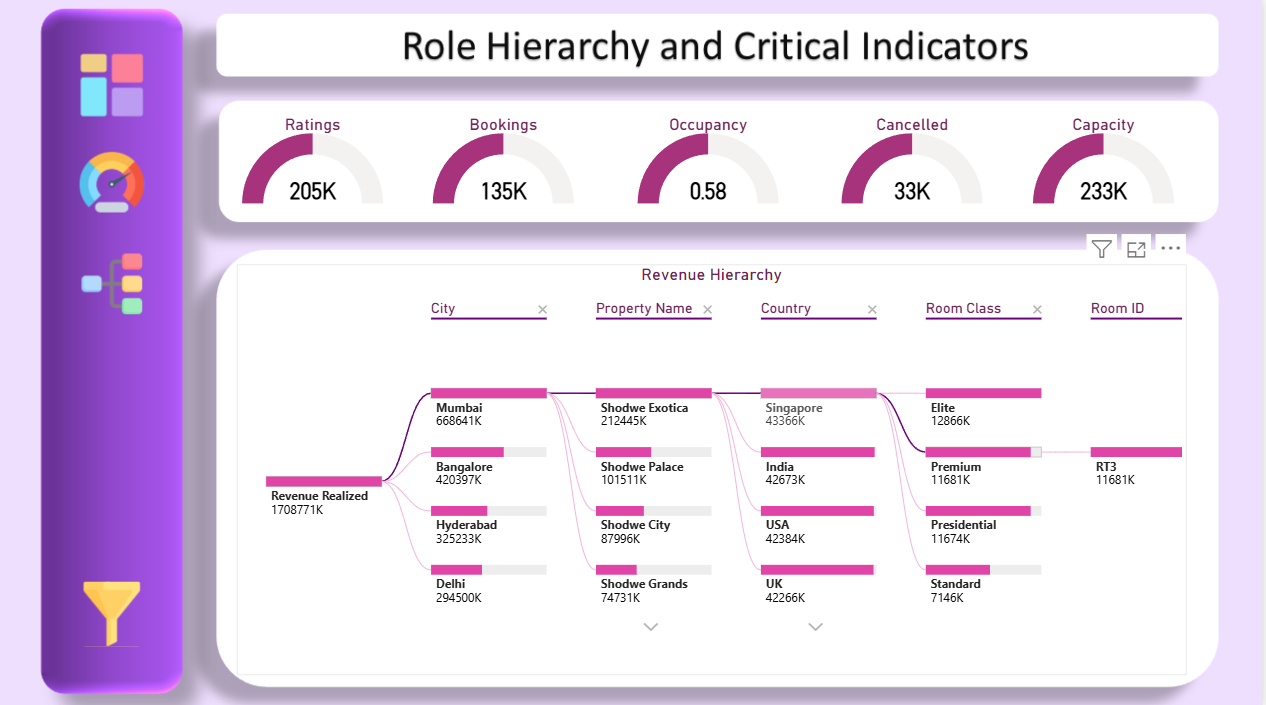 Role Hierarchy and Critical Indicators
Ratings
Bookings
Occupancy
Cancelled
Capacity
205K
135K
0.58
33K
233K
Revenue Hierarchy
City
Property Name
Country
Room Class
Room ID
Revenue Realized
1708771K
Mumbai
668641K
Bangalore
420397K
Hyderabad
325233K
Delhi
294500K
Shodwe Exotica
212445K
Shodwe Palace
101511K
Shodwe City
87996K
Shodwe Grands
74731K
Singapore
43366K
India
42673K
USA
42384K
UK
42266K
Elite
12866K
Premium
11681K
Presidential
11674K
Standard
7146K
RT3
11681K